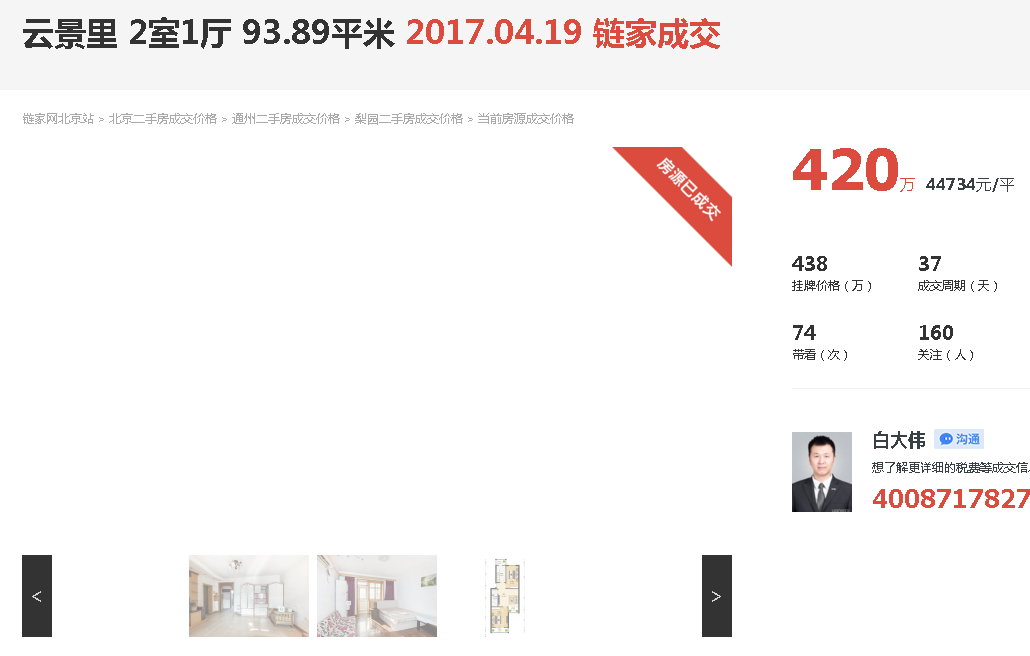 云景里 2室1厅 93.89平米 2017.04.19 链家成交
链家网北京站 > 北京二手房成交价格 > 通州二手房成交价格 > 梨园二手房成交价格 > 当前房源成交价格
房源已成交
420万 44734元/平
438 37
挂牌价格（万） 成交周期（天）
74 160
带看（次） 关注（人）
白大伟 沟通
想了解更详细的税费等成交信
4008717827
< >